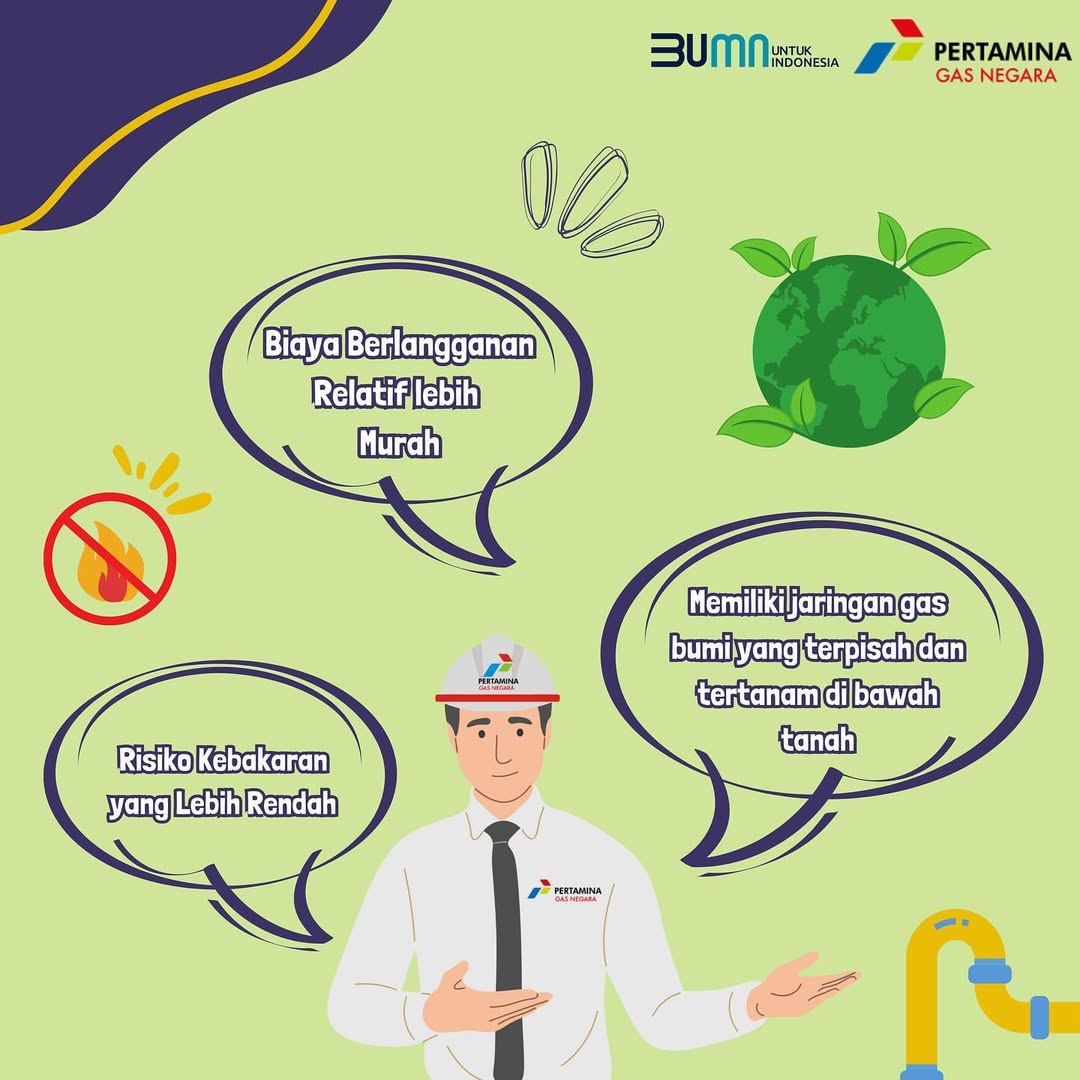 BUMN UNTUK
INDONESIA
PERTAMINA
GAS NEGARA
Biaya Berlangganan
Relatif lebih
Murah
Memiliki jaringan gas
bumi yang terpisah dan
tertanam di bawah
tanah
Risiko Kebakaran
yang Lebih Rendah
PERTAMINA
GAS NEGARA
PERTAMINA
GAS NEGARA